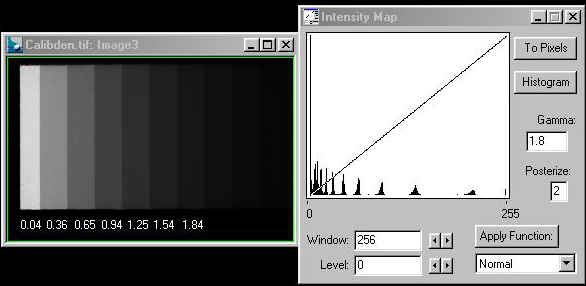 Calibden.tif: Image3
0.04 0.36 0.65 0.94 1.25 1.54 1.84
Intensity Map
To Pixels
Histogram
Gamma:
1.8
Posterize:
2
0 255
Window: 256
Apply Function:
Level: 0
Normal